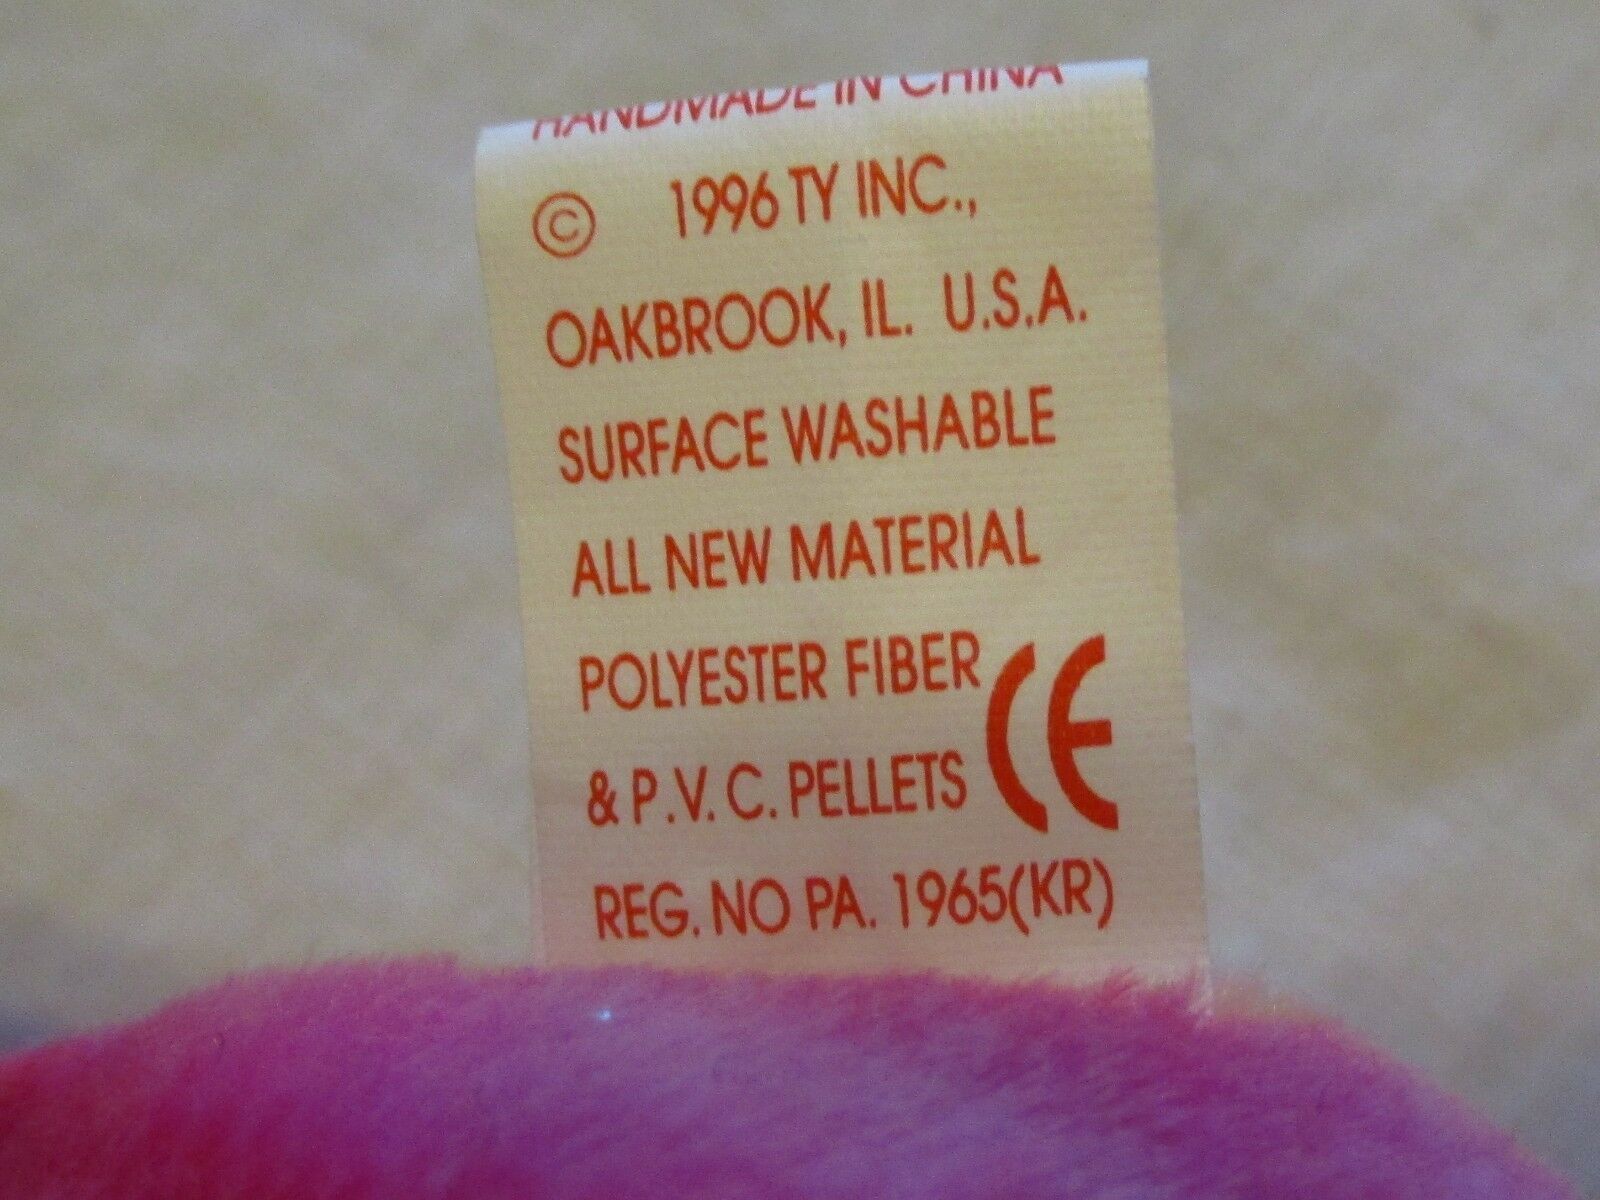 HANDMADE IN CHINA
© 1996 TY INC.,
OAKBROOK, IL. U.S.A.
SURFACE WASHABLE
ALL NEW MATERIAL
POLYESTER FIBER
& P.V.C. PELLETS CE
REG. NO PA. 1965(KR)